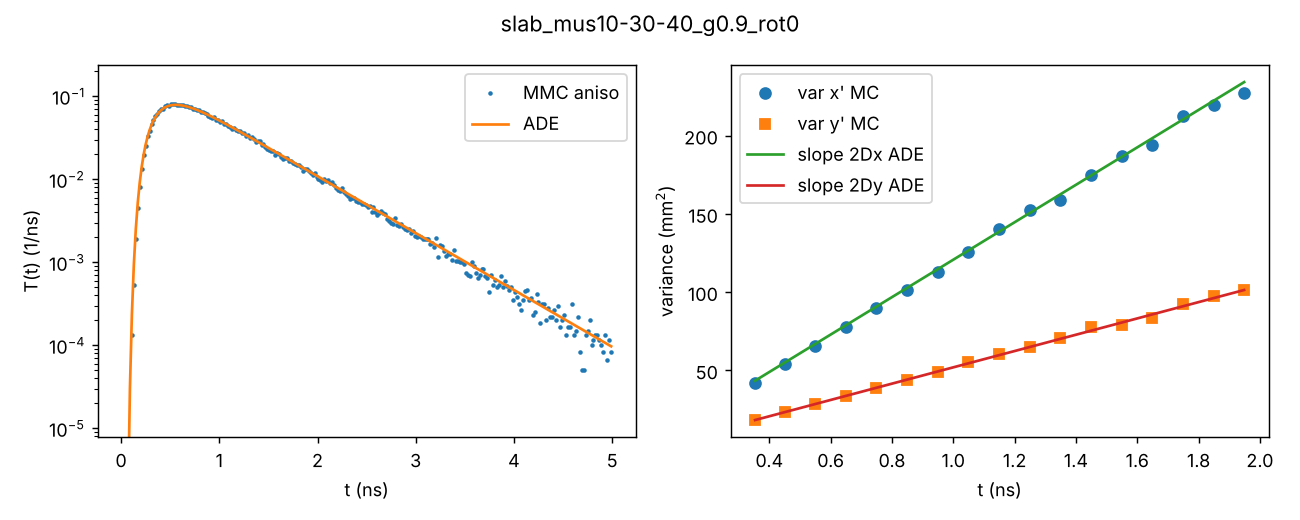 slab_mus10-30-40_g0.9_rot0
T(t) (1/ns)
10⁻¹
10⁻²
10⁻³
10⁻⁴
10⁻⁵
0 1 2 3 4 5
t (ns)
MMC aniso
ADE
variance (mm²)
200
150
100
50
0.4 0.6 0.8 1.0 1.2 1.4 1.6 1.8 2.0
t (ns)
var x' MC
var y' MC
slope 2Dx ADE
slope 2Dy ADE